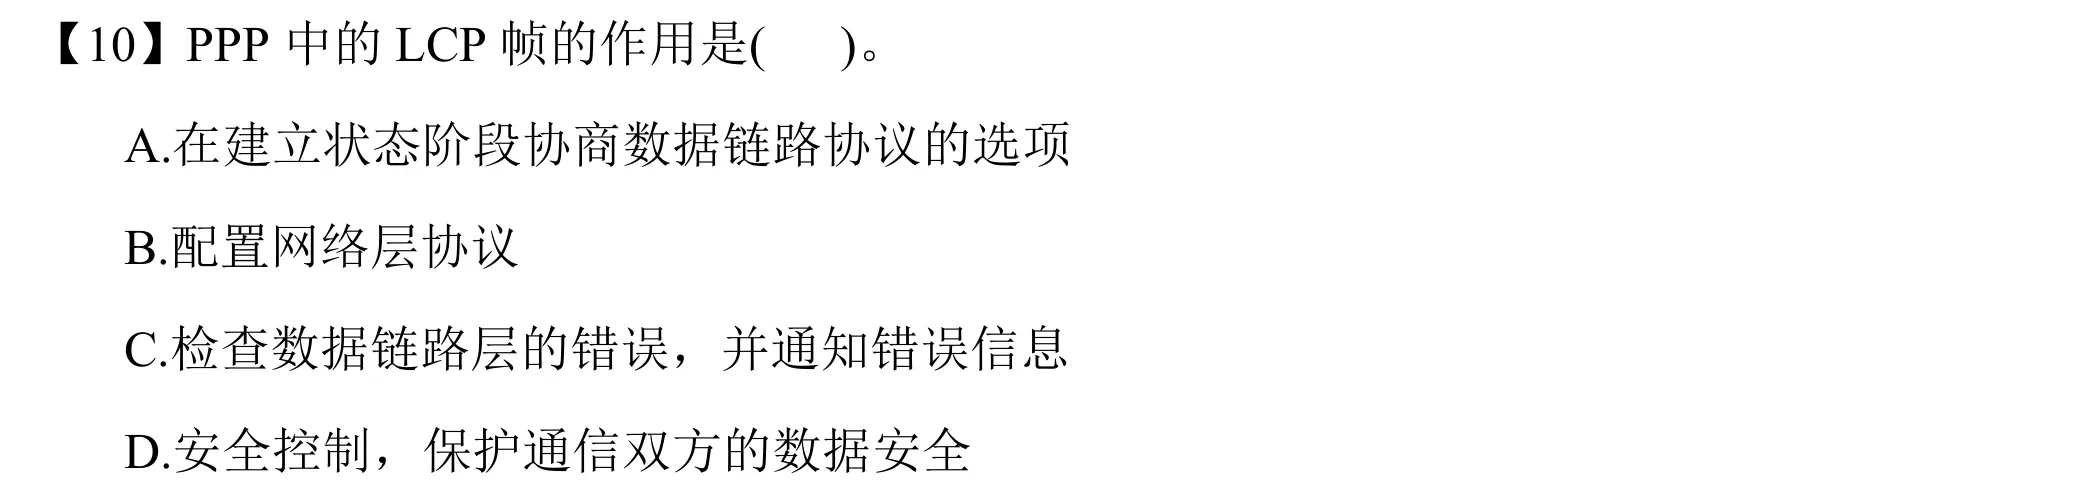 【10】PPP 中的 LCP 帧的作用是(      )。
A.在建立状态阶段协商数据链路协议的选项
B.配置网络层协议
C.检查数据链路层的错误，并通知错误信息
D.安全控制，保护通信双方的数据安全